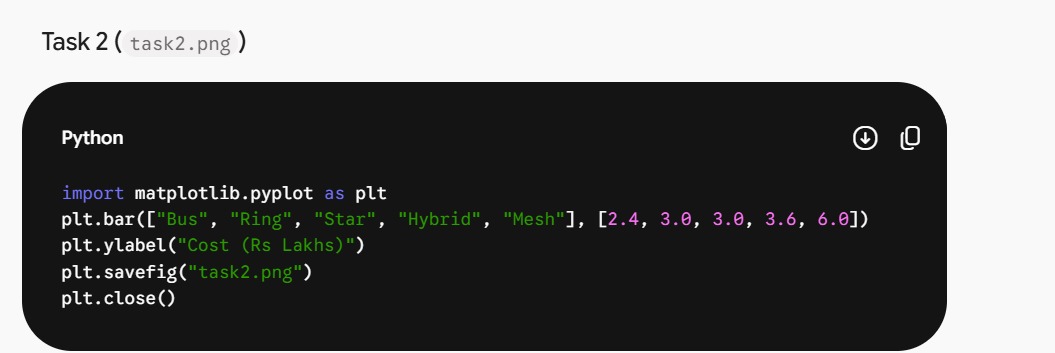 Task 2 (task2.png)
Python
import matplotlib.pyplot as plt
plt.bar(["Bus", "Ring", "Star", "Hybrid", "Mesh"], [2.4, 3.0, 3.0, 3.6, 6.0])
plt.ylabel("Cost (Rs Lakhs)")
plt.savefig("task2.png")
plt.close()